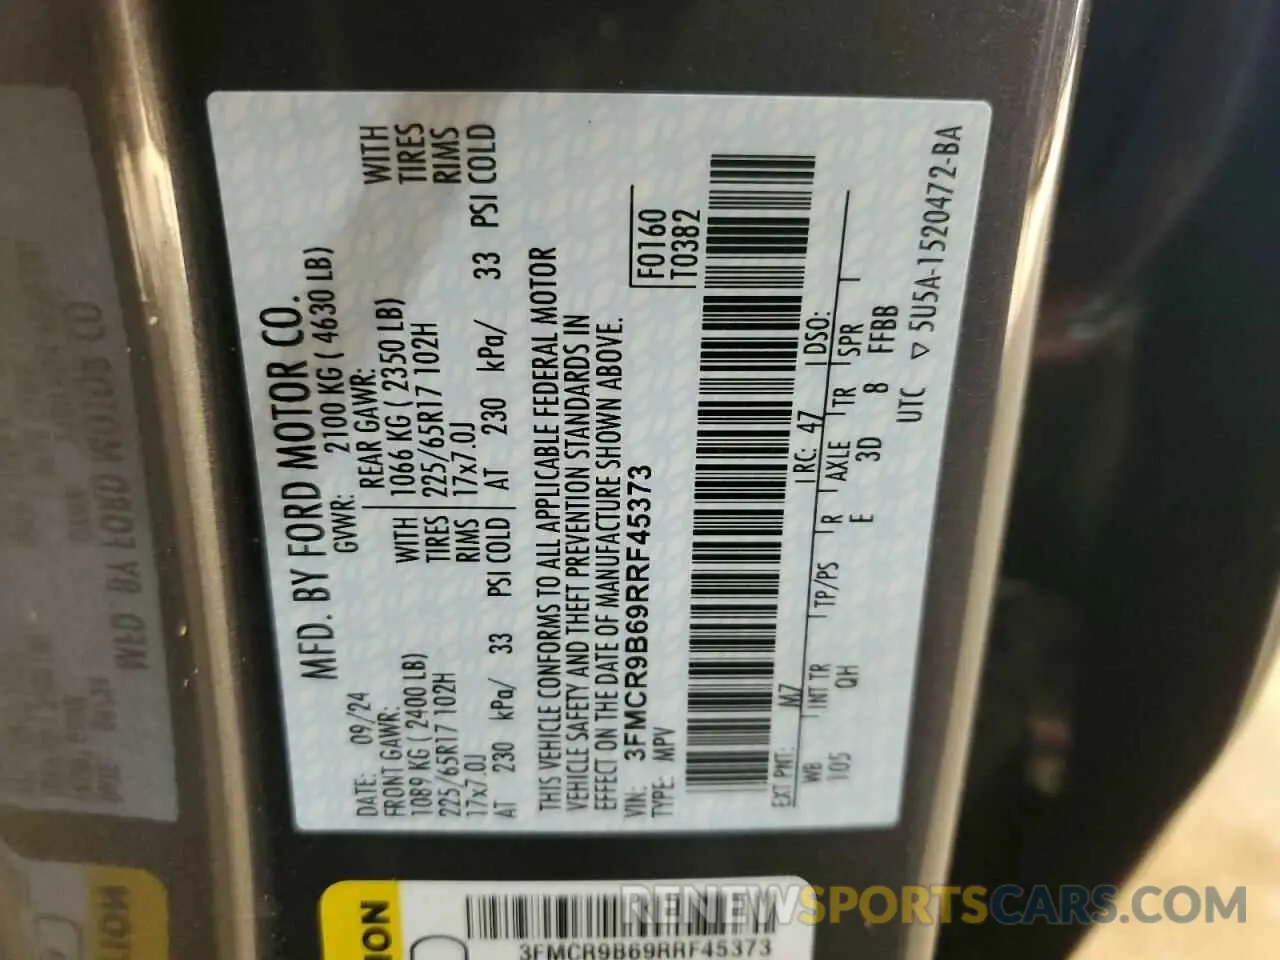 MFD. BY FORD MOTOR CO.
DATE: 09/24 GVWR: 2100 KG ( 4630 LB)
FRONT GAWR: REAR GAWR:
1089 KG ( 2400 LB) WITH 1066 KG ( 2350 LB) WITH
225/65R17 102H TIRES 225/65R17 102H TIRES
17x7.0J RIMS 17x7.0J RIMS
AT 230 kPa/ 33 PSI COLD AT 230 kPa/ 33 PSI COLD
THIS VEHICLE CONFORMS TO ALL APPLICABLE FEDERAL MOTOR
VEHICLE SAFETY AND THEFT PREVENTION STANDARDS IN
EFFECT ON THE DATE OF MANUFACTURE SHOWN ABOVE.
VIN: 3FMCR9B69RRF45373 F0160
TYPE: MPV T0382
EXT PNT: MZ RC: 47 DSO:
WB INT TR TP/PS R AXLE TR SPR
105 QH E 3D 8 FFBB
UTC ▽ 5U5A-1520472-BA
3FMCR9B69RRF45373
RENEWSPORTSCARS.COM